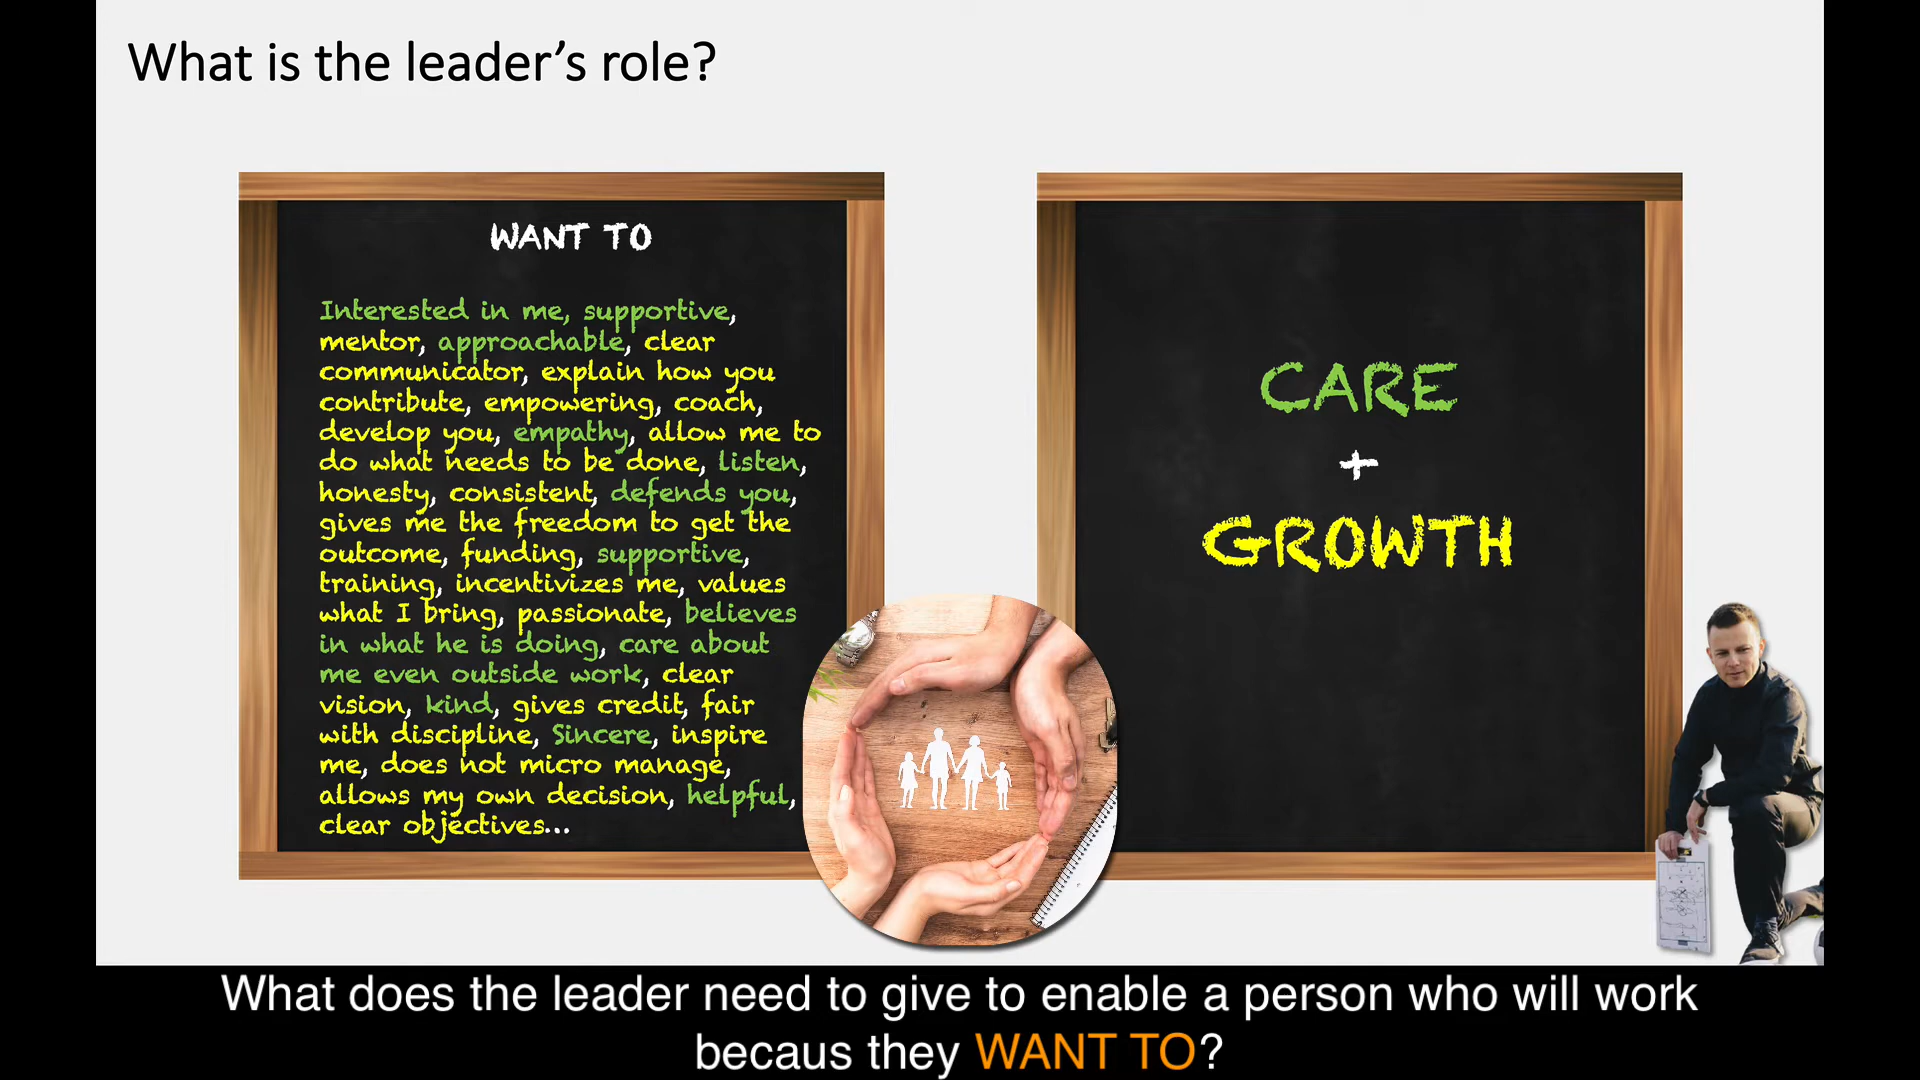 What is the leader’s role?
WANT TO
Interested in me, supportive,
mentor, approachable, clear
communicator, explain how you
contribute, empowering, coach,
develop you, empathy, allow me to
do what needs to be done, listen,
honesty, consistent, defends you,
gives me the freedom to get the
outcome, funding, supportive,
training, incentivizes me, values
what I bring, passionate, believes
in what he is doing, care about
me even outside work, clear
vision, kind, gives credit, fair
with discipline, Sincere, inspire
me, does not micro manage,
allows my own decision, helpful,
clear objectives...
CARE
+
GROWTH
What does the leader need to give to enable a person who will work
becaus they WANT TO?